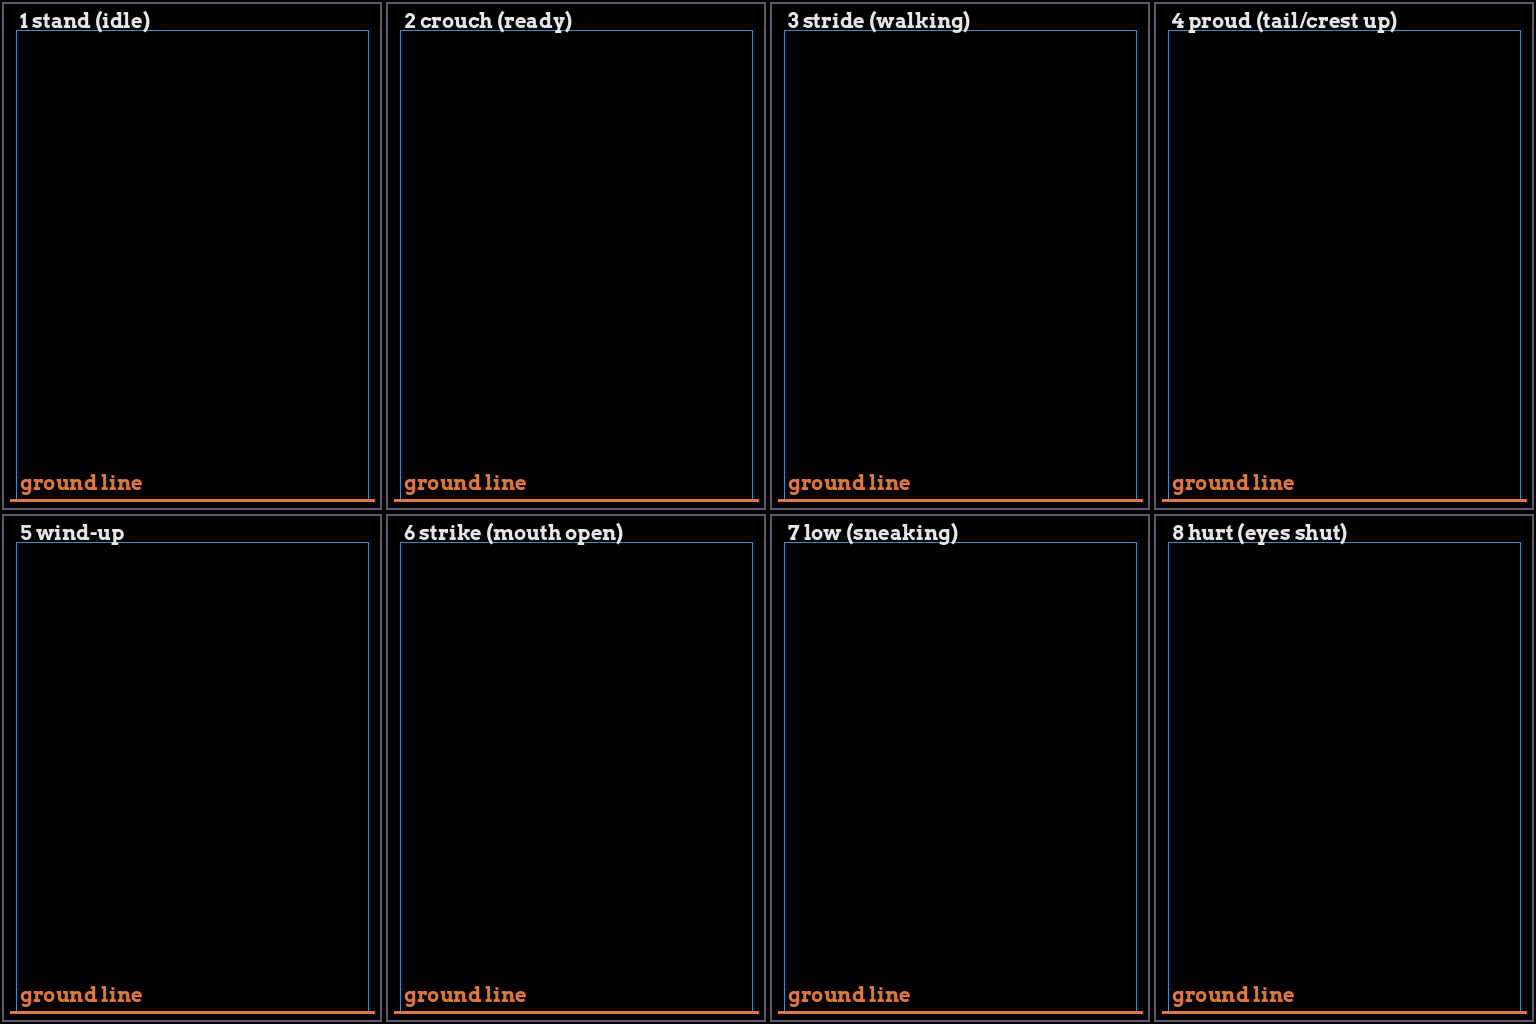 1 stand (idle)
2 crouch (ready)
3 stride (walking)
4 proud (tail/crest up)
ground line
ground line
ground line
ground line
5 wind-up
6 strike (mouth open)
7 low (sneaking)
8 hurt (eyes shut)
ground line
ground line
ground line
ground line